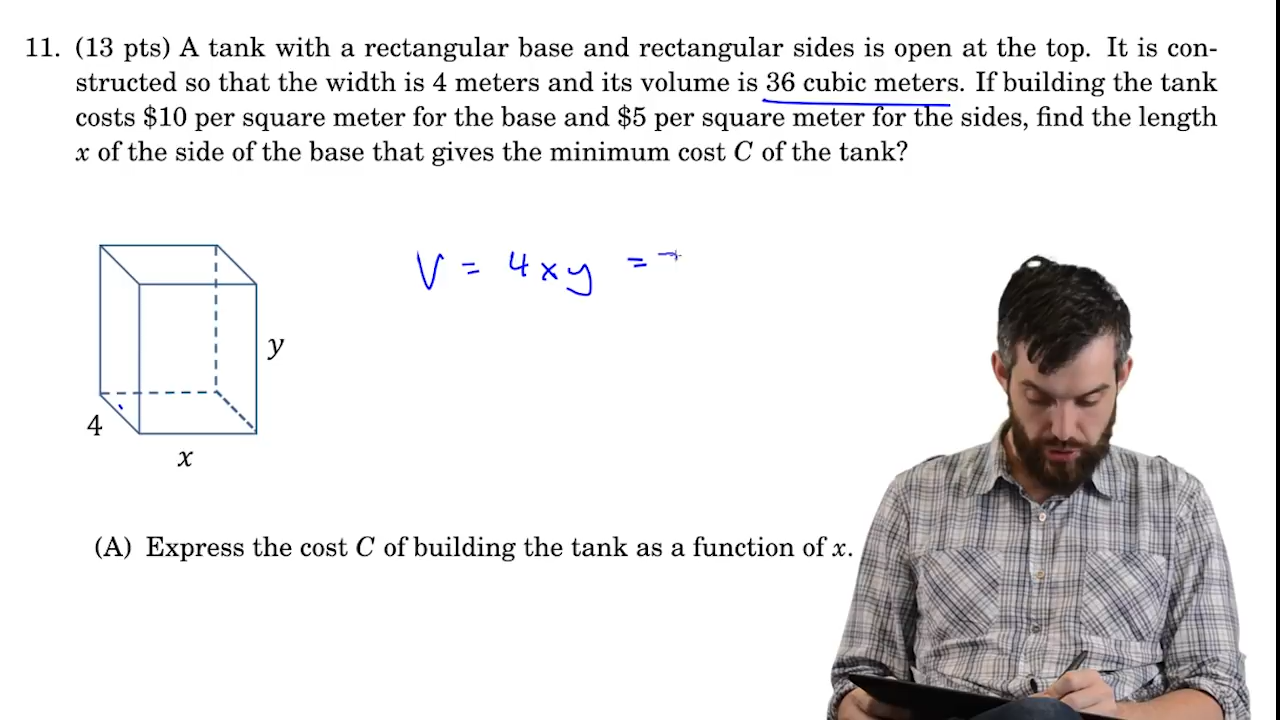 11. (13 pts) A tank with a rectangular base and rectangular sides is open at the top. It is con-
structed so that the width is 4 meters and its volume is 36 cubic meters. If building the tank
costs $10 per square meter for the base and $5 per square meter for the sides, find the length
x of the side of the base that gives the minimum cost C of the tank?
V = 4xy =
y
4
x
(A) Express the cost C of building the tank as a function of x.